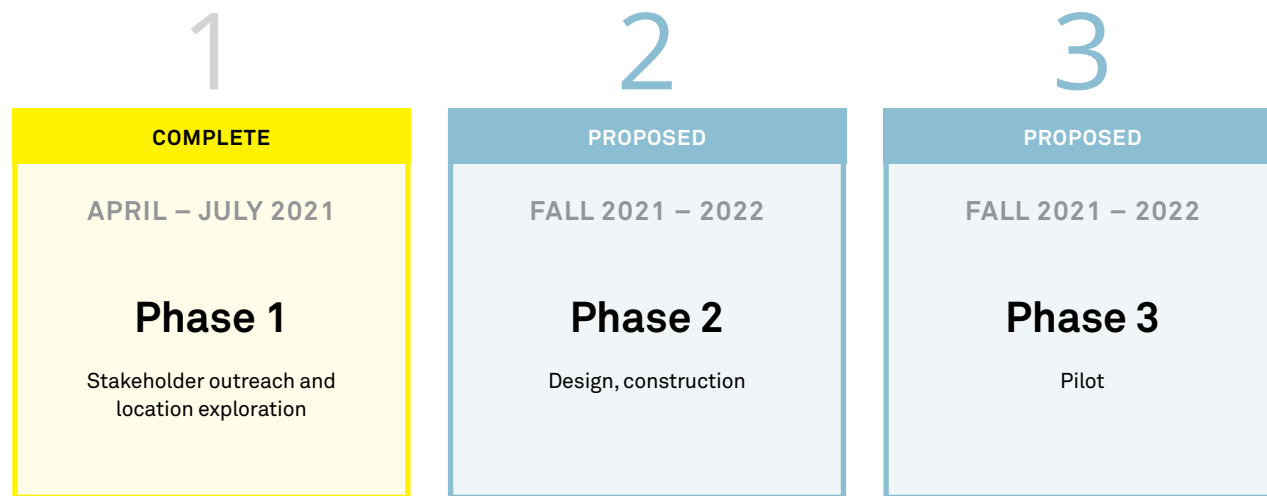 1
COMPLETE
APRIL – JULY 2021
Phase 1
Stakeholder outreach and
location exploration
2
PROPOSED
FALL 2021 – 2022
Phase 2
Design, construction
3
PROPOSED
FALL 2021 – 2022
Phase 3
Pilot